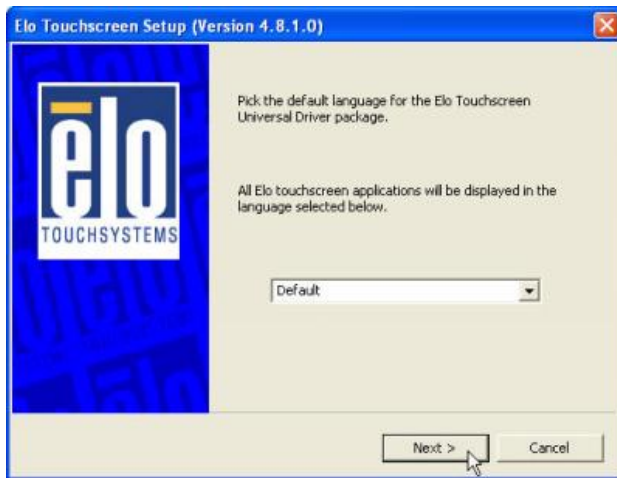 Elo Touchscreen Setup (Version 4.8.1.0)
elo
TOUCHSYSTEMS
Pick the default language for the Elo Touchscreen
Universal Driver package.
All Elo touchscreen applications will be displayed in the
language selected below.
Default
Next >
Cancel